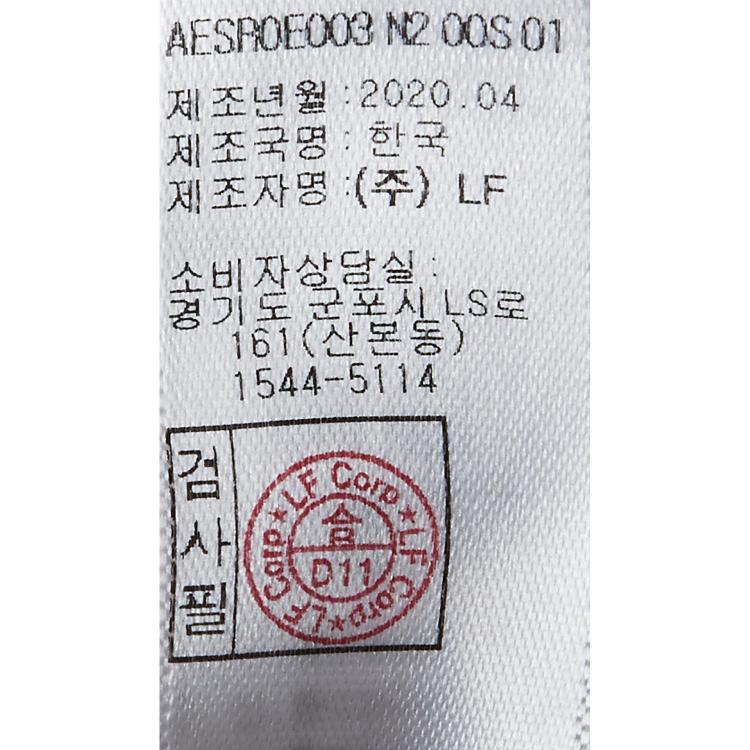 AESR0E003 N2 00S 01
제조년월 : 2020.04
제조국명 : 한국
제조자명 : (주) LF
소비자상담실 :
경기도 군포시 LS로
161(산본동)
1544-5114
검사필
LF Corp ★ LF Corp ★ LF Corp ★
合
D11